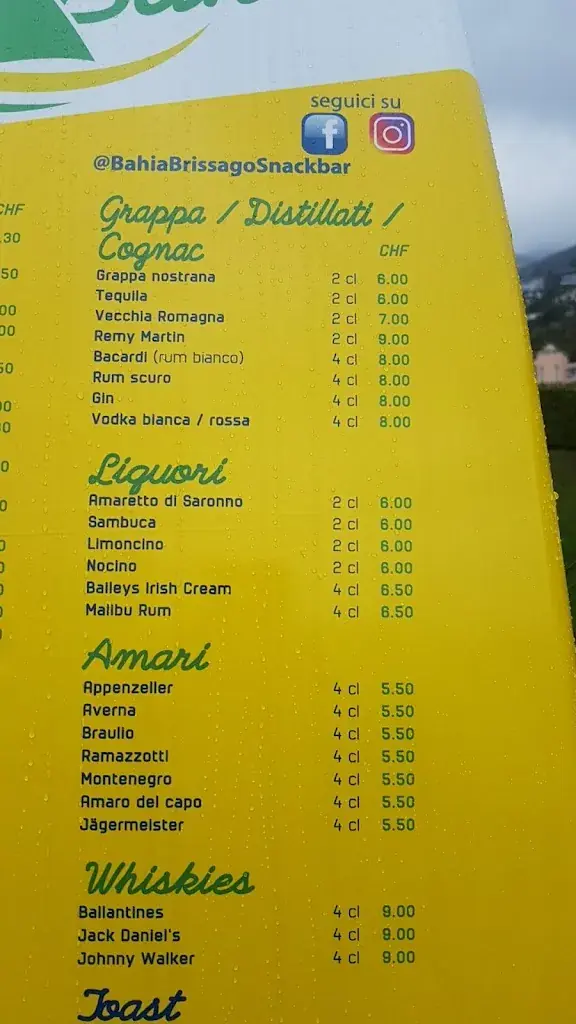 seguici su
@BahiaBrissagoSnackbar
CHF
.30
50
00
00
50
00
Grappa / Distillati /
Cognac CHF
Grappa nostrana 2 cl 6.00
Tequila 2 cl 6.00
Vecchia Romagna 2 cl 7.00
Remy Martin 2 cl 9.00
Bacardi (rum bianco) 4 cl 8.00
Rum scuro 4 cl 8.00
Gin 4 cl 8.00
Vodka bianca / rossa 4 cl 8.00
Liquori
Amaretto di Saronno 2 cl 6.00
Sambuca 2 cl 6.00
Limoncino 2 cl 6.00
Nocino 2 cl 6.00
Baileys Irish Cream 4 cl 6.50
Malibu Rum 4 cl 6.50
Amari
Appenzeller 4 cl 5.50
Averna 4 cl 5.50
Braulio 4 cl 5.50
Ramazzotti 4 cl 5.50
Montenegro 4 cl 5.50
Amaro del capo 4 cl 5.50
Jägermeister 4 cl 5.50
Whiskies
Ballantines 4 cl 9.00
Jack Daniel's 4 cl 9.00
Johnny Walker 4 cl 9.00
Toast